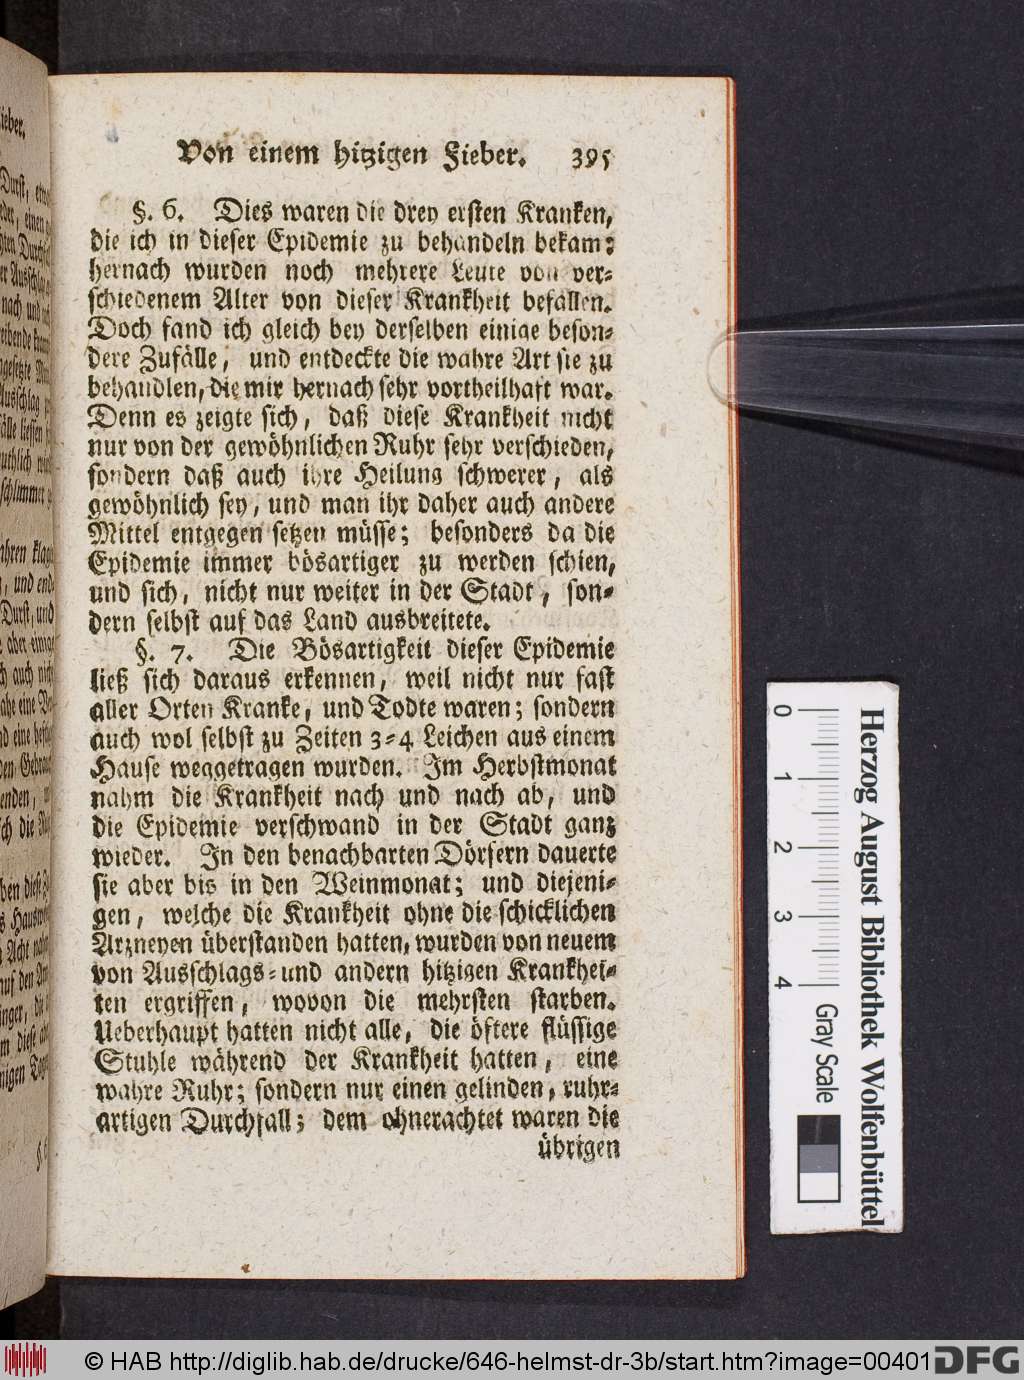 Von einem hitzigen Fieber. 395
§. 6. Dies waren die drey ersten Kranken,
die ich in dieser Epidemie zu behandeln bekam:
hernach wurden noch mehrere Leute von ver-
schiedenem Alter von dieser Krankheit befallen.
Doch fand ich gleich bey derselben einige beson-
dere Zufälle, und entdeckte die wahre Art sie zu
behandlen, die mir hernach sehr vortheilhaft war.
Denn es zeigte sich, daß diese Krankheit nicht
nur von der gewöhnlichen Ruhr sehr verschieden,
sondern daß auch ihre Heilung schwerer, als
gewöhnlich sey, und man ihr daher auch andere
Mittel entgegen setzen müsse; besonders da die
Epidemie immer bösartiger zu werden schien,
und sich, nicht nur weiter in der Stadt, son-
dern selbst auf das Land ausbreitete.
§. 7. Die Bösartigkeit dieser Epidemie
ließ sich daraus erkennen, weil nicht nur fast
aller Orten Kranke, und Todte waren; sondern
auch wol selbst zu Zeiten 3-4 Leichen aus einem
Hause weggetragen wurden. Im Herbstmonat
nahm die Krankheit nach und nach ab, und
die Epidemie verschwand in der Stadt ganz
wieder. In den benachbarten Dörfern dauerte
sie aber bis in den Weinmonat; und diejeni-
gen, welche die Krankheit ohne die schicklichen
Arzneyen überstanden hatten, wurden von neuem
von Ausschlags- und andern hitzigen Krankhei-
ten ergriffen, wovon die mehrsten starben.
Ueberhaupt hatten nicht alle, die öftere flüssige
Stuhle während der Krankheit hatten, eine
wahre Ruhr; sondern nur einen gelinden, ruhr-
artigen Durchfall; dem ohnerachtet waren die
übrigen
Herzog August Bibliothek Wolfenbüttel
0 1 2 3 4 Gray Scale
© HAB http://diglib.hab.de/drucke/646-helmst-dr-3b/start.htm?image=00401 DFG